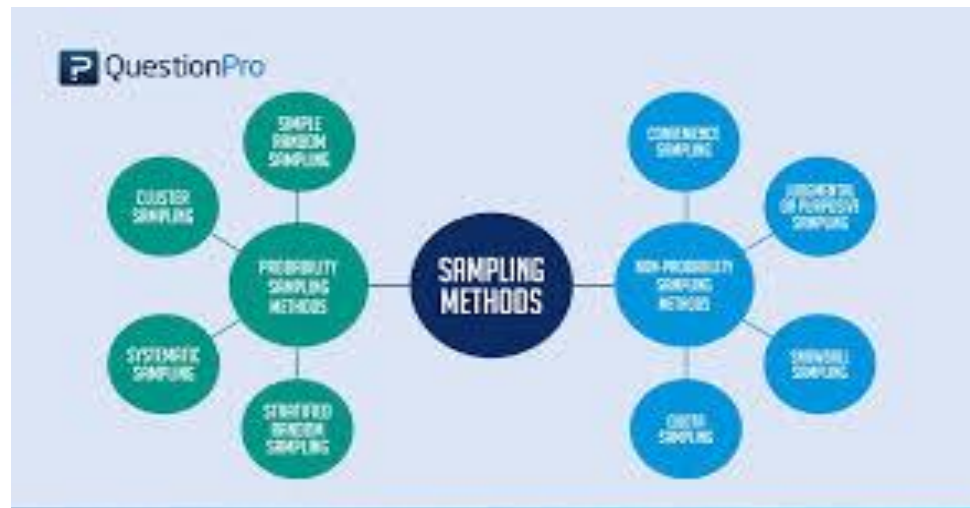 QuestionPro
SIMPLE
RANDOM
SAMPLING
CLUSTER
SAMPLING
PROBABILITY
SAMPLING
METHODS
SYSTEMATIC
SAMPLING
STRATIFIED
RANDOM
SAMPLING
SAMPLING
METHODS
CONVENIENCE
SAMPLING
JUDGMENTAL
OR PURPOSIVE
SAMPLING
NON-PROBABILITY
SAMPLING
METHODS
SNOWBALL
SAMPLING
QUOTA
SAMPLING